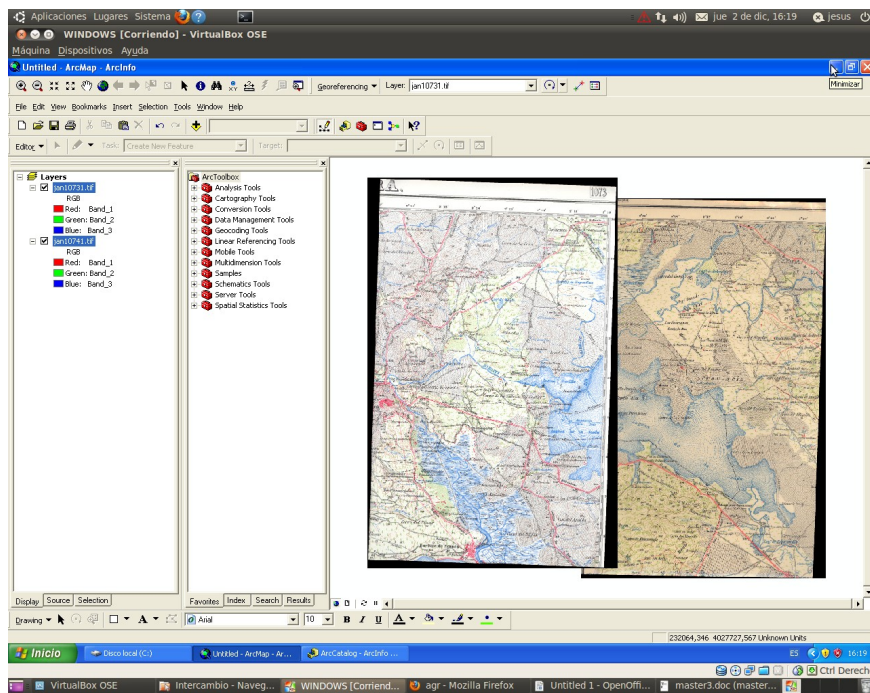 Aplicaciones Lugares Sistema jue 2 de dic, 16:19 jesus
WINDOWS [Corriendo] - VirtualBox OSE
Máquina Dispositivos Ayuda
Untitled - ArcMap - ArcInfo
Georeferencing Layer: jan10731.tif
Minimizar
File Edit View Bookmarks Insert Selection Tools Window Help
Editor Task: Create New Feature Target:
Layers
jan10731.tif
RGB
Red: Band_1
Green: Band_2
Blue: Band_3
jan10741.tif
RGB
Red: Band_1
Green: Band_2
Blue: Band_3
ArcToolbox
Analysis Tools
Cartography Tools
Conversion Tools
Data Management Tools
Geocoding Tools
Linear Referencing Tools
Mobile Tools
Multidimension Tools
Samples
Schematics Tools
Server Tools
Spatial Statistics Tools
R A.
1073
Display Source Selection
Favorites Index Search Results
Drawing A Arial 10 B I U A
232064,346 4027727,567 Unknown Units
Inicio Disco local (C:) Untitled - ArcMap - Ar... ArcCatalog - ArcInfo ... ES 16:19
Ctrl Derech
VirtualBox OSE Intercambio - Naveg... WINDOWS [Corriend... agr - Mozilla Firefox Untitled 1 - OpenOffi... master3.doc (master...